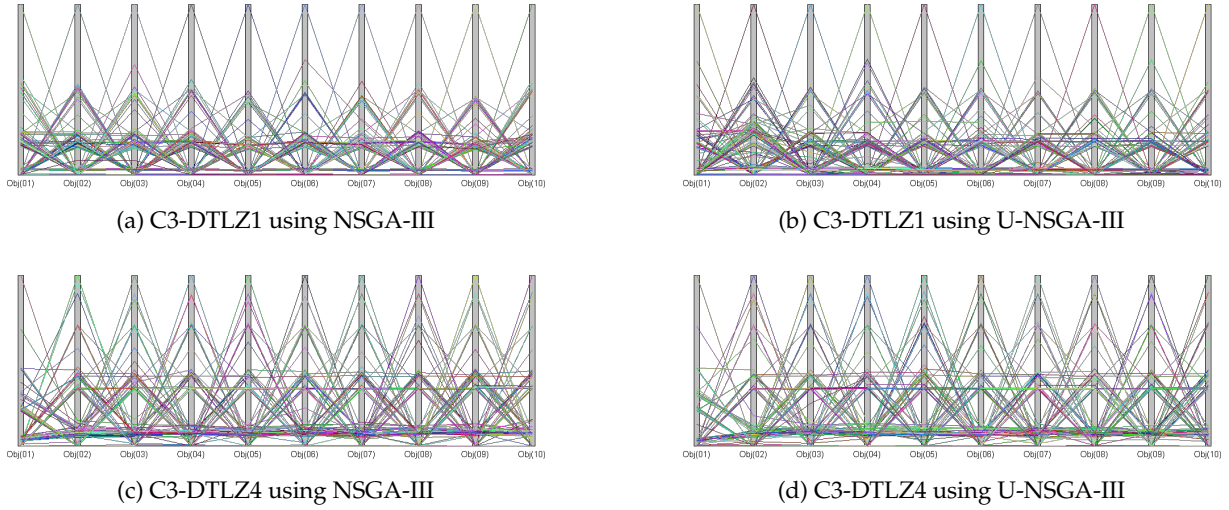 Obj(01) Obj(02) Obj(03) Obj(04) Obj(05) Obj(06) Obj(07) Obj(08) Obj(09) Obj(10)
Obj(01) Obj(02) Obj(03) Obj(04) Obj(05) Obj(06) Obj(07) Obj(08) Obj(09) Obj(10)
(a) C3-DTLZ1 using NSGA-III
(b) C3-DTLZ1 using U-NSGA-III
Obj(01) Obj(02) Obj(03) Obj(04) Obj(05) Obj(06) Obj(07) Obj(08) Obj(09) Obj(10)
Obj(01) Obj(02) Obj(03) Obj(04) Obj(05) Obj(06) Obj(07) Obj(08) Obj(09) Obj(10)
(c) C3-DTLZ4 using NSGA-III
(d) C3-DTLZ4 using U-NSGA-III